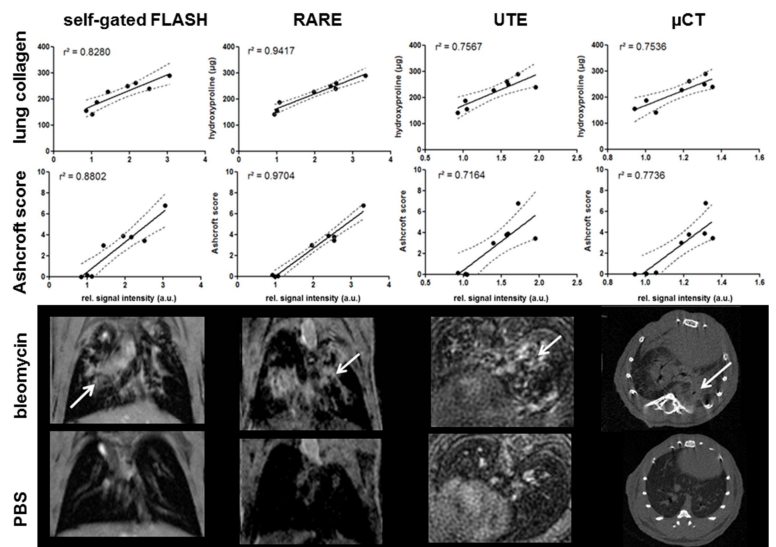 self-gated FLASH RARE UTE µCT
lung collagen
400
300
200
100
0
r² = 0.8280
0 1 2 3 4
hydroxyproline (µg)
400
300
200
100
0
r² = 0.9417
0 1 2 3 4
hydroxyproline (µg)
400
300
200
100
0
r² = 0.7567
0.5 1.0 1.5 2.0 2.5
hydroxyproline (µg)
400
300
200
100
0
r² = 0.7536
0.8 1.0 1.2 1.4 1.6
Ashcroft score
10
8
6
4
2
0
r² = 0.8802
0 1 2 3 4
rel. signal intensity (a.u.)
Ashcroft score
10
8
6
4
2
0
r² = 0.9704
0 1 2 3 4
rel. signal intensity (a.u.)
Ashcroft score
10
8
6
4
2
0
r² = 0.7164
0.5 1.0 1.5 2.0 2.5
rel. signal intensity (a.u.)
Ashcroft score
10
8
6
4
2
0
r² = 0.7736
0.8 1.0 1.2 1.4 1.6
rel. signal intensity (a.u.)
bleomycin
PBS